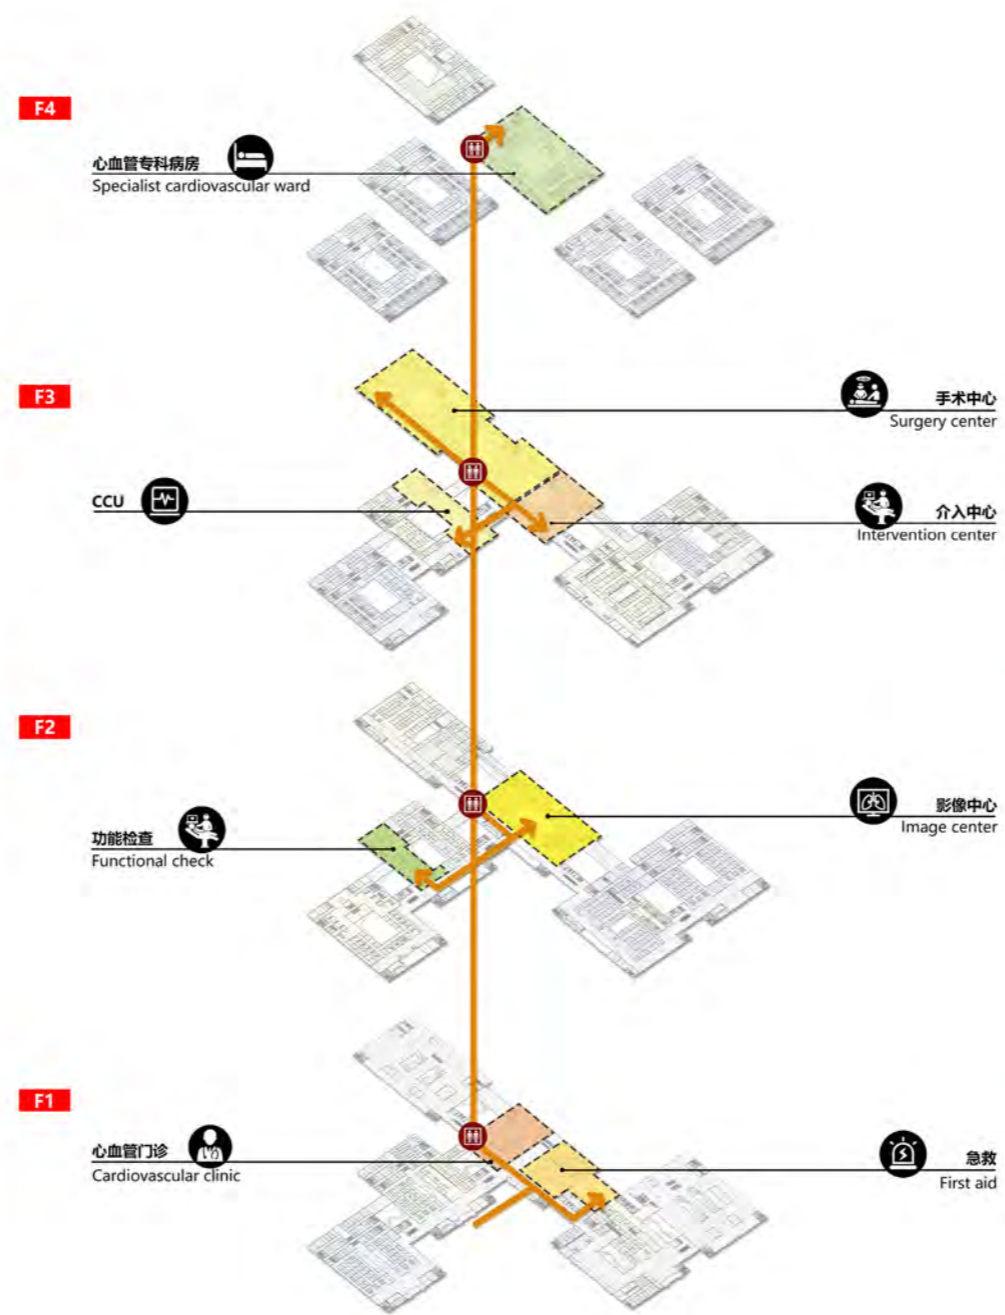 F4
心血管专科病房
Specialist cardiovascular ward
F3
手术中心
Surgery center
CCU
介入中心
Intervention center
F2
影像中心
Image center
功能检查
Functional check
F1
心血管门诊
Cardiovascular clinic
急救
First aid